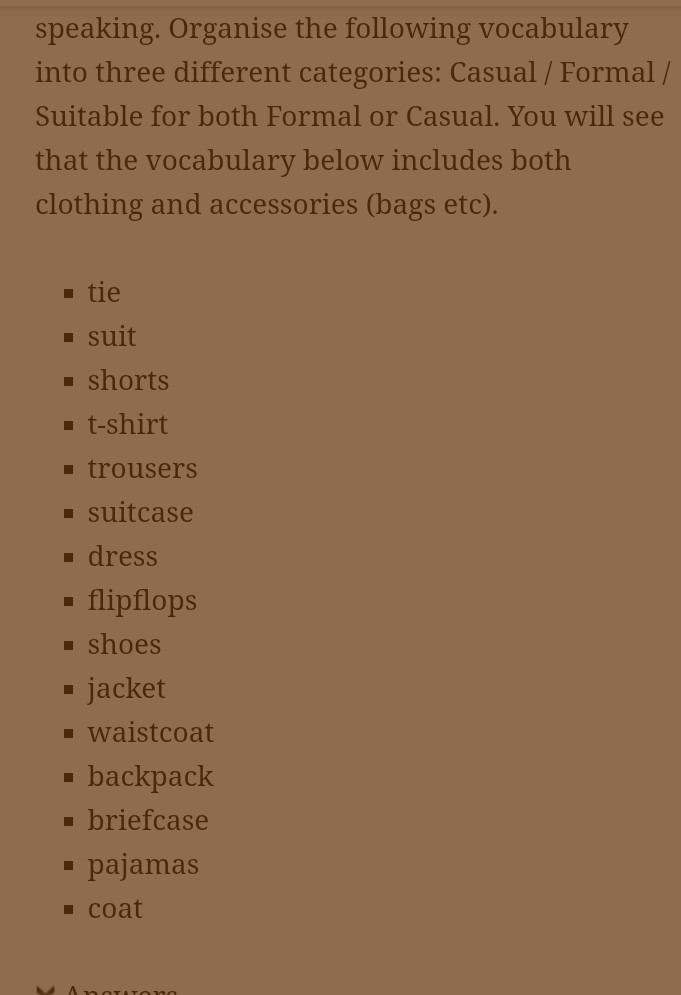 speaking. Organise the following vocabulary
into three different categories: Casual / Formal /
Suitable for both Formal or Casual. You will see
that the vocabulary below includes both
clothing and accessories (bags etc).
tie
suit
shorts
t-shirt
trousers
suitcase
dress
flipflops
shoes
jacket
waistcoat
backpack
briefcase
pajamas
coat
Answers